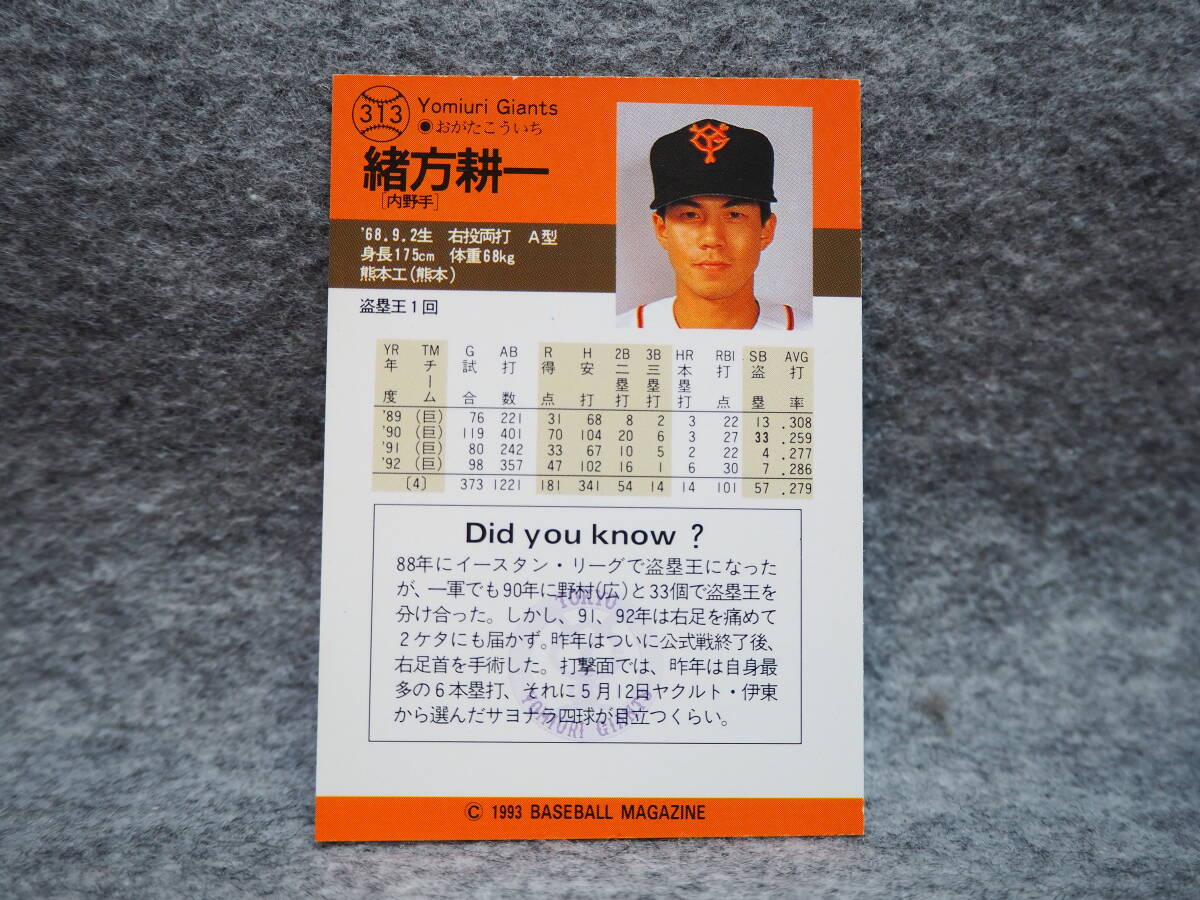 313
Yomiuri Giants
●おがたこういち
緒方耕一
[内野手]
'68.9.2生 右投両打 A型
身長175cm 体重68kg
熊本工(熊本)
盗塁王1回
YR TM G AB R H 2B 3B HR RBI SB AVG
年度 チーム 試合 打数 得点 安打 二塁打 三塁打 本塁打 打点 盗塁 打率
'89 (巨) 76 221 31 68 8 2 3 22 13 .308
'90 (巨) 119 401 70 104 20 6 3 27 33 .259
'91 (巨) 80 242 33 67 10 5 2 22 4 .277
'92 (巨) 98 357 47 102 16 1 6 30 7 .286
〔4〕 373 1221 181 341 54 14 14 101 57 .279
Did you know ?
88年にイースタン・リーグで盗塁王になった
が、一軍でも90年に野村(広)と33個で盗塁王を
分け合った。しかし、91、92年は右足を痛めて
2ケタにも届かず。昨年はついに公式戦終了後、
右足首を手術した。打撃面では、昨年は自身最
多の6本塁打、それに5月12日ヤクルト・伊東
から選んだサヨナラ四球が目立つくらい。
TOKYO
YOMIURI GIANTS
© 1993 BASEBALL MAGAZINE